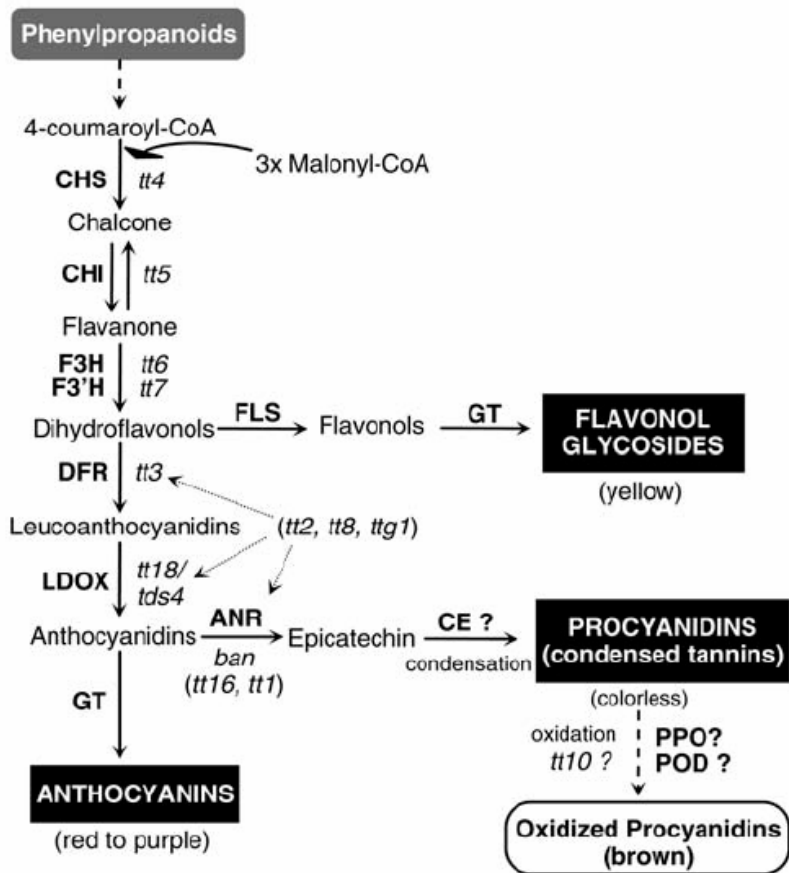 Phenylpropanoids
4-coumaroyl-CoA
3x Malonyl-CoA
CHS tt4
Chalcone
CHI tt5
Flavanone
F3H tt6
F3'H tt7
Dihydroflavonols FLS Flavonols GT FLAVONOL
GLYCOSIDES
(yellow)
DFR tt3
Leucoanthocyanidins (tt2, tt8, ttg1)
LDOX tt18/
tds4
Anthocyanidins ANR Epicatechin CE ? PROCYANIDINS
(condensed tannins)
ban
(tt16, tt1)
condensation
(colorless)
GT
oxidation PPO?
tt10 ? POD ?
ANTHOCYANINS
(red to purple)
Oxidized Procyanidins
(brown)